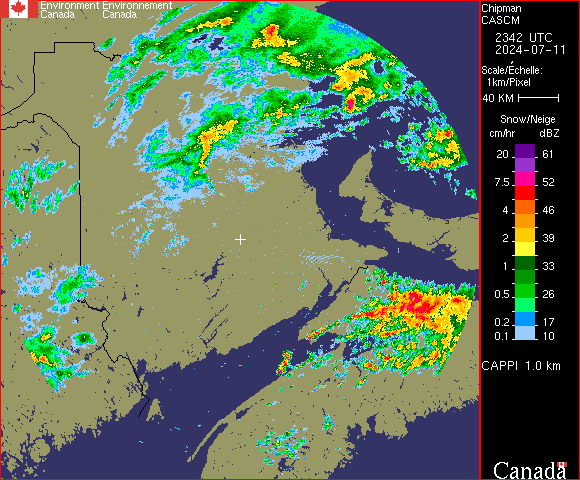 Environment Environnement
Canada Canada
Chipman
CASCM
2342 UTC
2024-07-11
Scale/Échelle:
1km/Pixel
40 KM
Snow/Neige
cm/hr dBZ
20 61
7.5 52
4 46
2 39
1 33
0.5 26
0.2 17
0.1 10
CAPPI 1.0 km
Canada